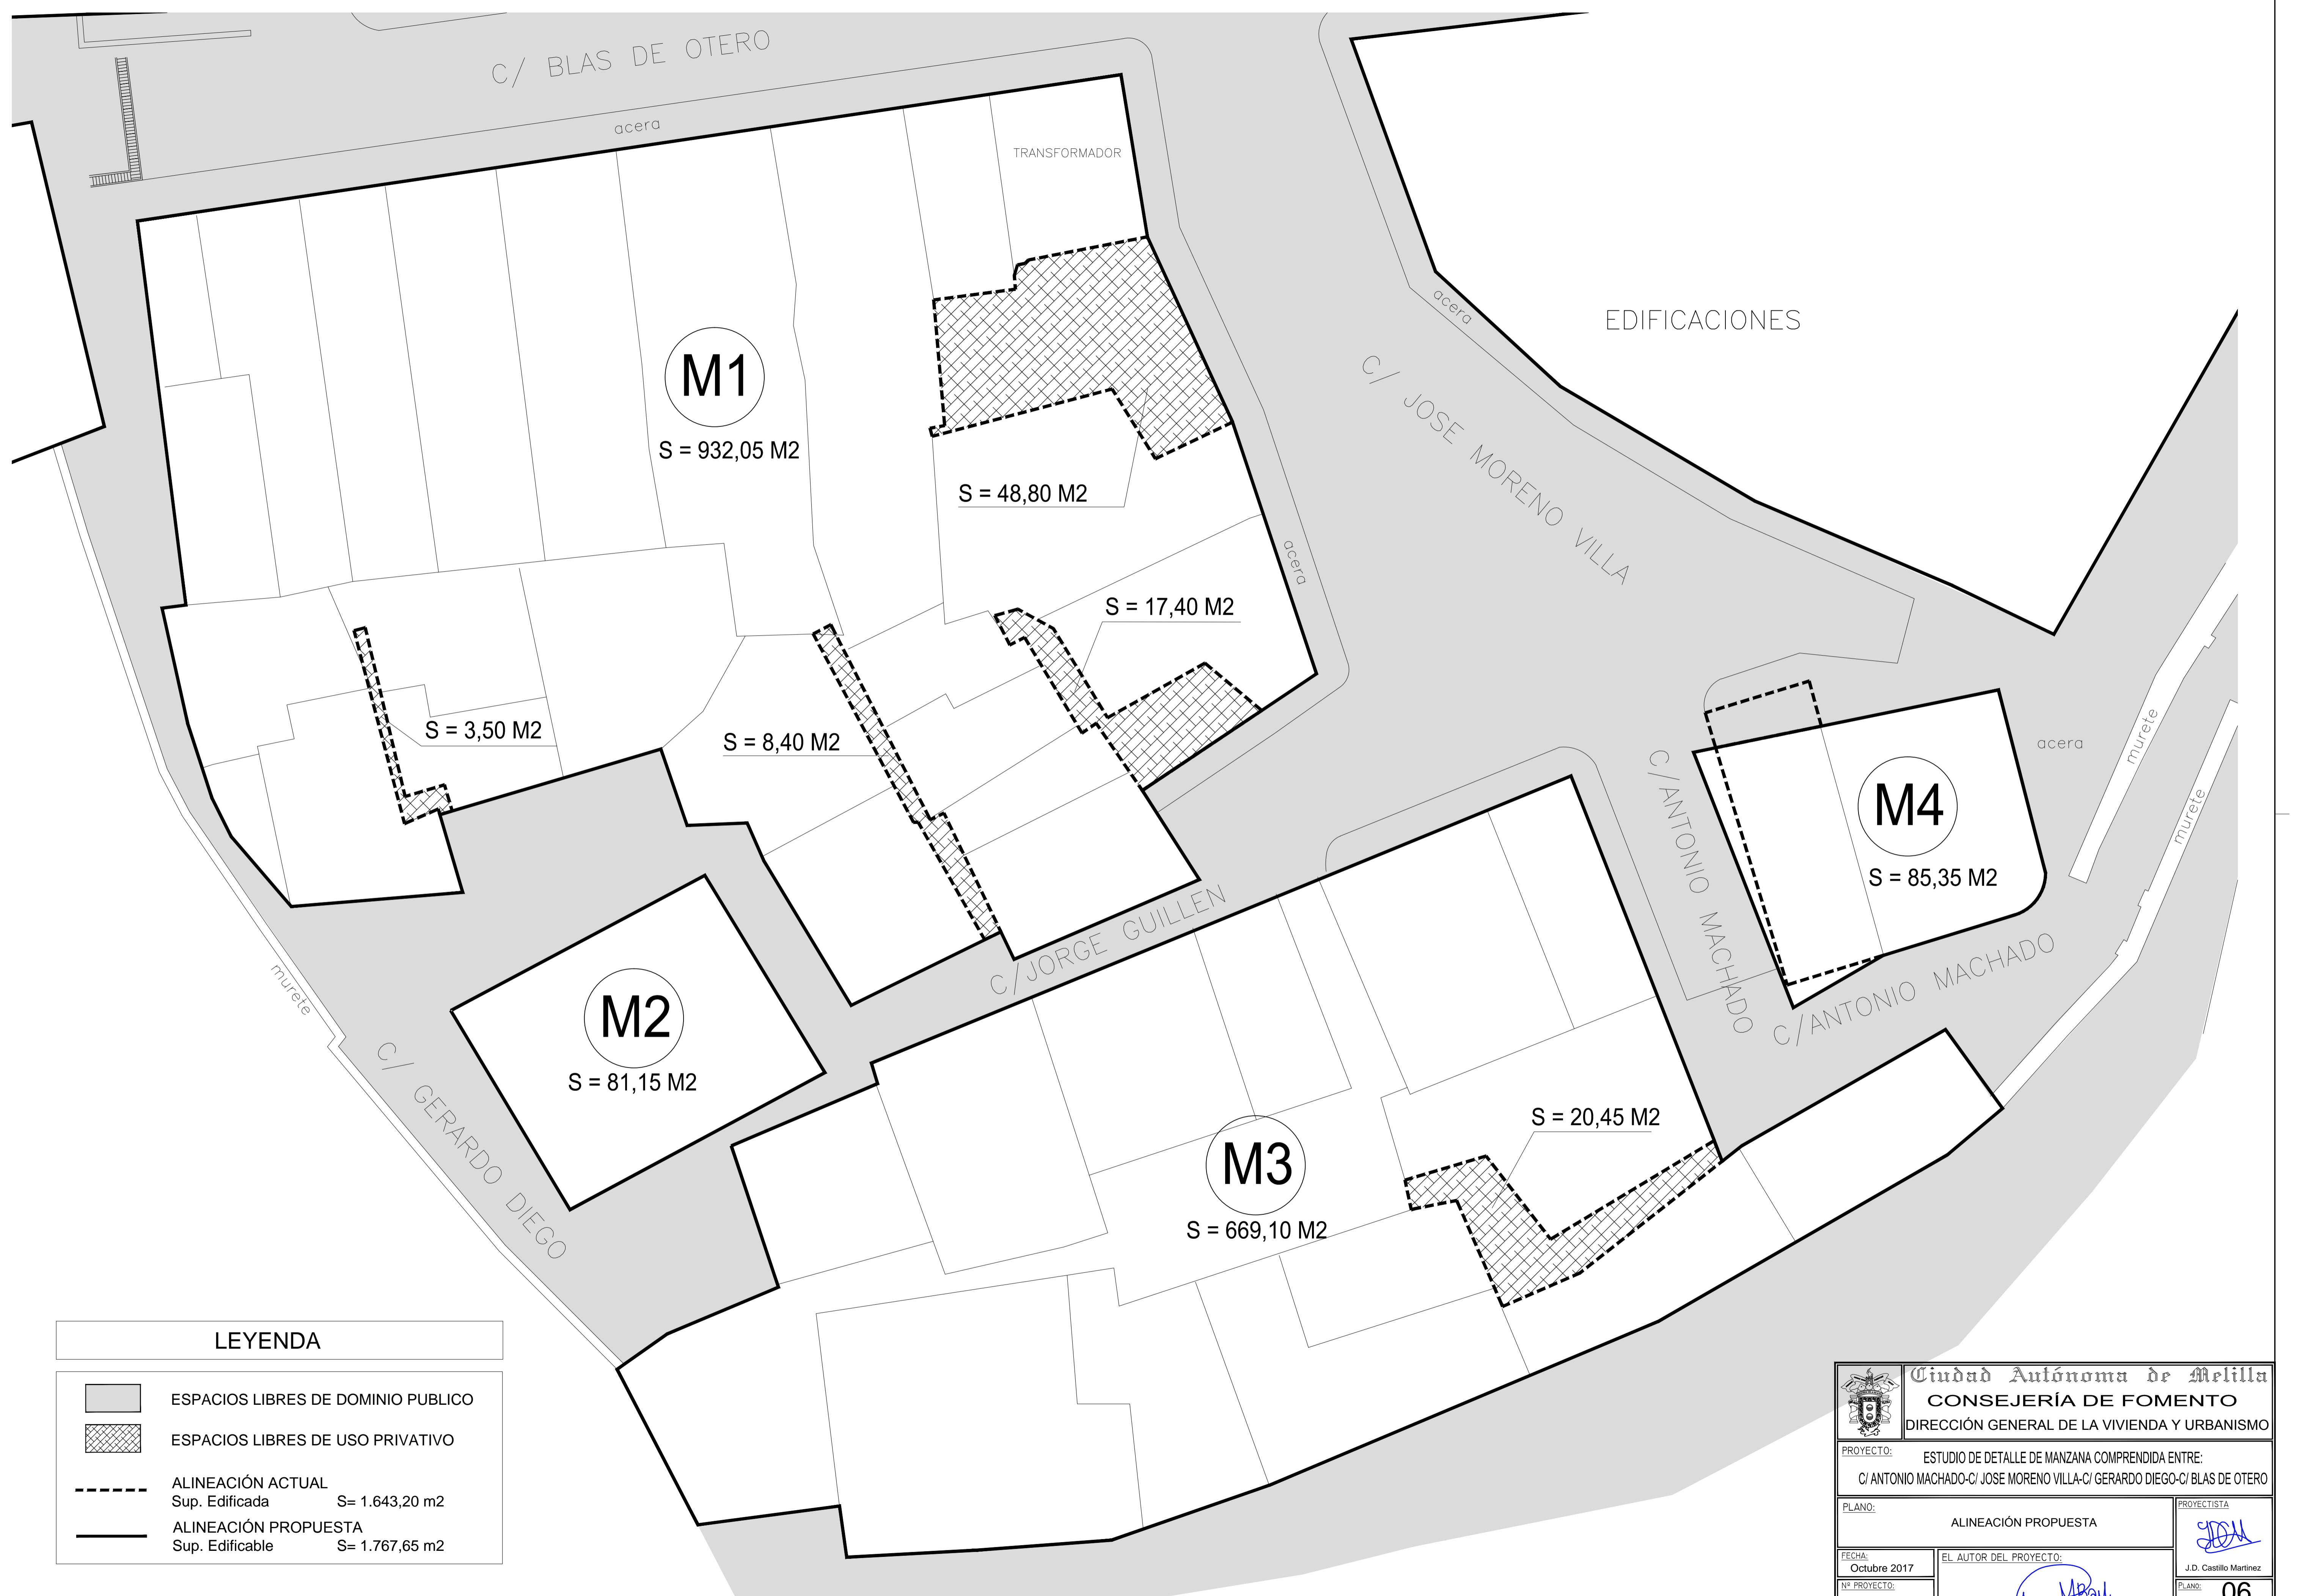 C/ BLAS DE OTERO
acera
TRANSFORMADOR
EDIFICACIONES
acera
C/ JOSE MORENO VILLA
M1
S = 932,05 M2
S = 48,80 M2
acera
S = 17,40 M2
S = 3,50 M2
S = 8,40 M2
murete
acera
murete
C/ANTONIO MACHADO
M4
S = 85,35 M2
C/ANTONIO MACHADO
C/JORGE GUILLEN
murete
M2
S = 81,15 M2
C/ GERARDO DIEGO
S = 20,45 M2
M3
S = 669,10 M2
LEYENDA
ESPACIOS LIBRES DE DOMINIO PUBLICO
ESPACIOS LIBRES DE USO PRIVATIVO
ALINEACIÓN ACTUAL
Sup. Edificada S= 1.643,20 m2
ALINEACIÓN PROPUESTA
Sup. Edificable S= 1.767,65 m2
Ciudad Autónoma de Melilla
CONSEJERÍA DE FOMENTO
DIRECCIÓN GENERAL DE LA VIVIENDA Y URBANISMO
PROYECTO:
ESTUDIO DE DETALLE DE MANZANA COMPRENDIDA ENTRE:
C/ ANTONIO MACHADO-C/ JOSE MORENO VILLA-C/ GERARDO DIEGO-C/ BLAS DE OTERO
PLANO:
ALINEACIÓN PROPUESTA
PROYECTISTA
J.D. Castillo Martinez
FECHA:
Octubre 2017
EL AUTOR DEL PROYECTO:
Nº PROYECTO:
PLANO: 06